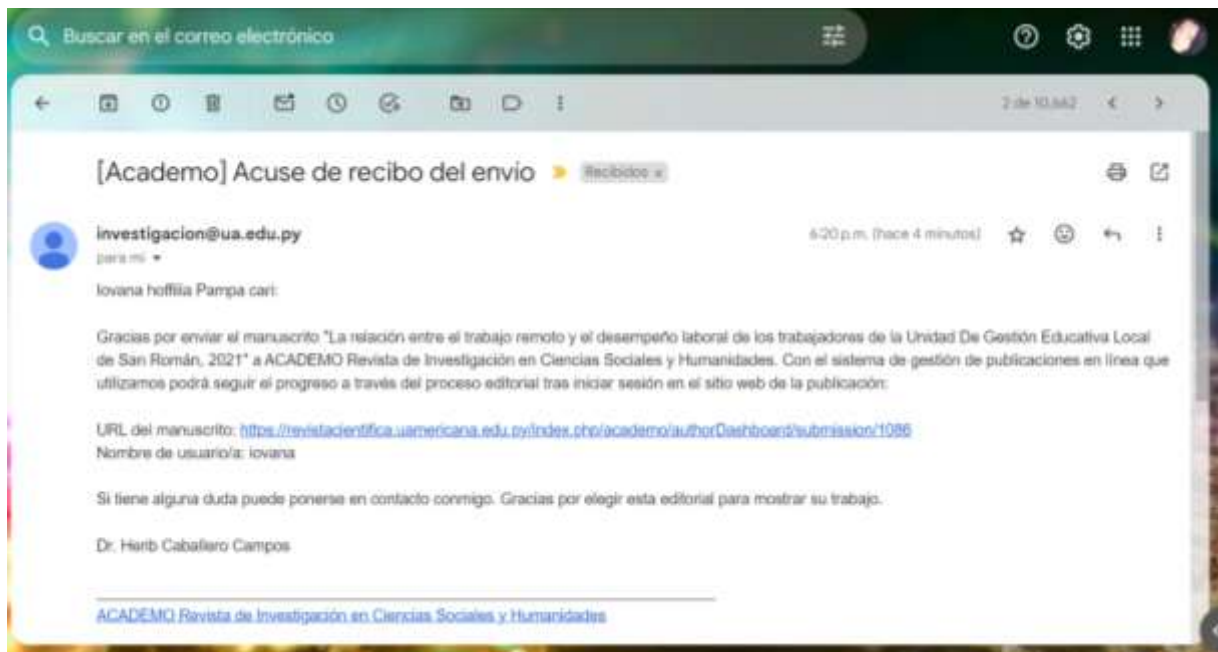 Buscar en el correo electrónico
2 de 10,662
[Academo] Acuse de recibo del envío
Recibidos x
investigacion@ua.edu.py
6:20 p.m. (hace 4 minutos)
para mí
Iovana hoffilia Pampa cari:
Gracias por enviar el manuscrito "La relación entre el trabajo remoto y el desempeño laboral de los trabajadores de la Unidad De Gestión Educativa Local
de San Román, 2021" a ACADEMO Revista de Investigación en Ciencias Sociales y Humanidades. Con el sistema de gestión de publicaciones en línea que
utilizamos podrá seguir el progreso a través del proceso editorial tras iniciar sesión en el sitio web de la publicación:
URL del manuscrito: https://revistacientifica.uamericana.edu.py/index.php/academo/authorDashboard/submission/1086
Nombre de usuario/a: iovana
Si tiene alguna duda puede ponerse en contacto conmigo. Gracias por elegir esta editorial para mostrar su trabajo.
Dr. Herib Caballero Campos
ACADEMO Revista de Investigación en Ciencias Sociales y Humanidades